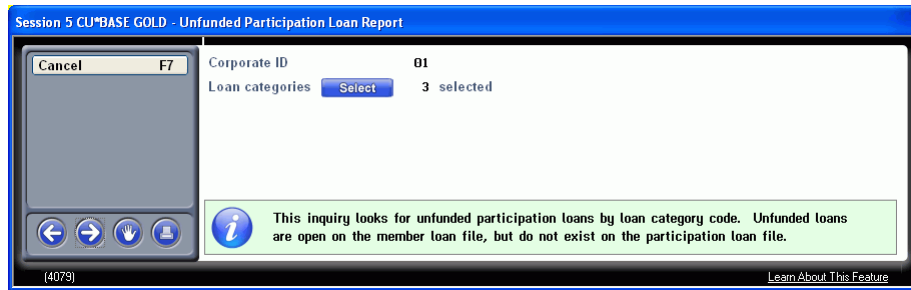 Session 5 CU*BASE GOLD - Unfunded Participation Loan Report
Cancel F7
Corporate ID 01
Loan categories Select 3 selected
This inquiry looks for unfunded participation loans by loan category code. Unfunded loans
are open on the member loan file, but do not exist on the participation loan file.
(4079)
Learn About This Feature